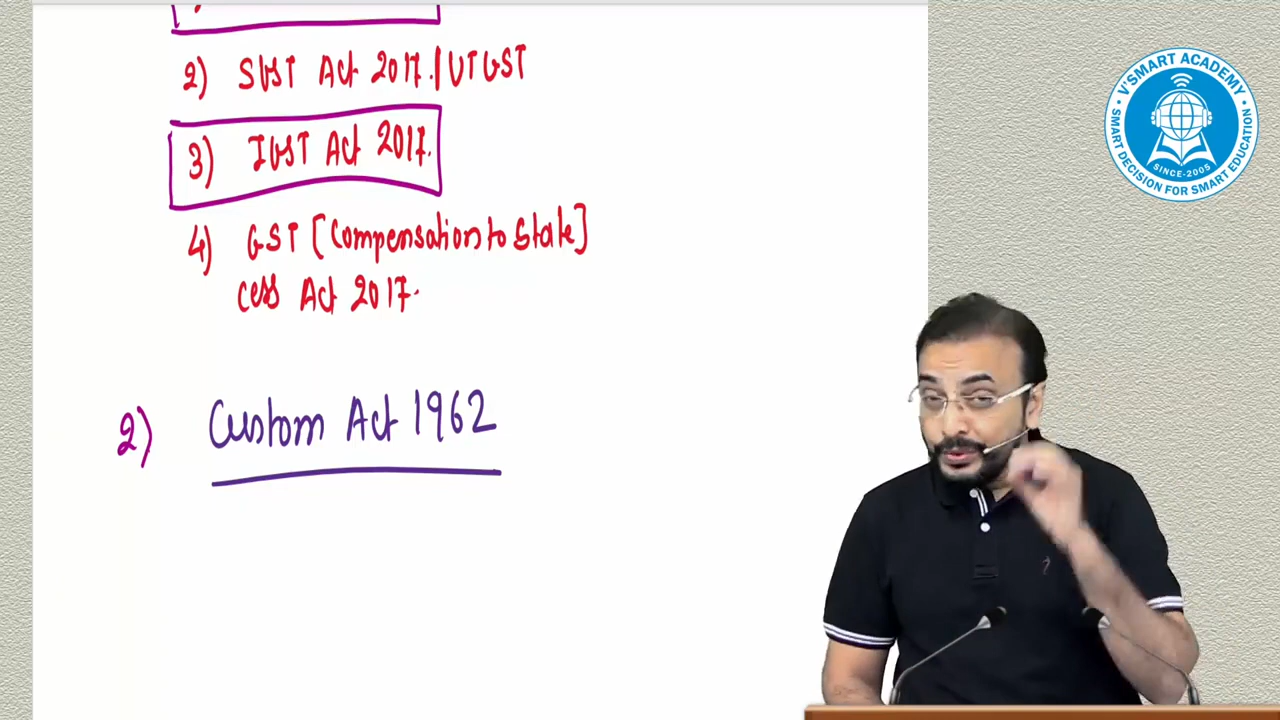 2) SGST Act 2017./UTGST
3) IGST Act 2017.
4) GST [Compensation to State]
Cess Act 2017.
2) Custom Act 1962
V'SMART ACADEMY
SINCE-2005
SMART DECISION FOR SMART EDUCATION